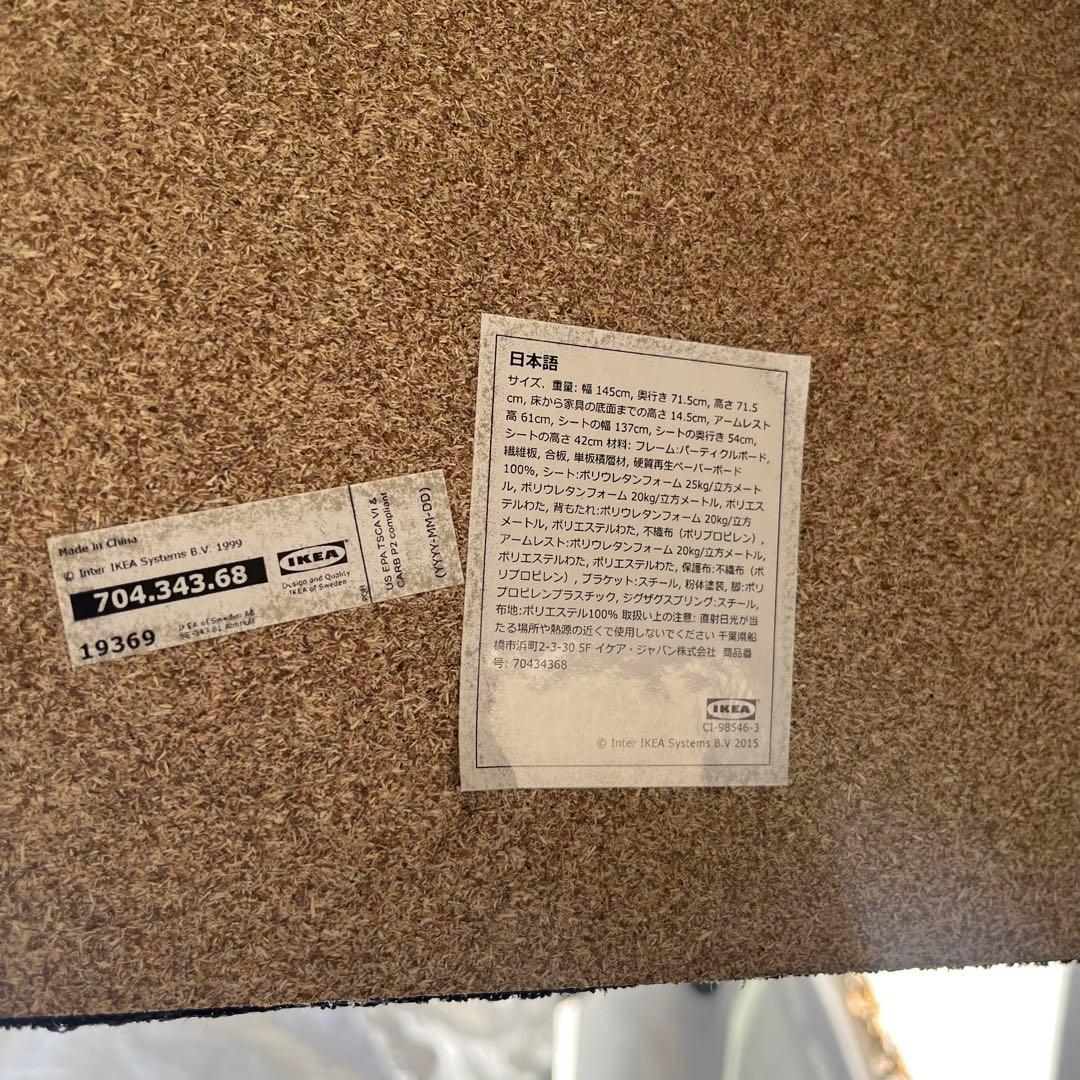 Made in China
© Inter IKEA Systems B.V. 1999
704.343.68
19369
IKEA of Sweden AB
SE-343 81 Älmhult
IKEA
Design and Quality
IKEA of Sweden
US EPA TSCA VI &
CARB P2 compliant
(YYYY-MM-DD)
日本語
サイズ、重量: 幅 145cm, 奥行き 71.5cm, 高さ 71.5
cm, 床から家具の底面までの高さ 14.5cm, アームレスト
高 61cm, シートの幅 137cm, シートの奥行き 54cm,
シートの高さ 42cm 材料: フレーム:パーティクルボード,
繊維板, 合板, 単板積層材, 硬質再生ペーパーボード
100%, シート:ポリウレタンフォーム 25kg/立方メート
ル, ポリウレタンフォーム 20kg/立方メートル, ポリエス
テルわた, 背もたれ:ポリウレタンフォーム 20kg/立方
メートル, ポリエステルわた, 不織布（ポリプロピレン）,
アームレスト:ポリウレタンフォーム 20kg/立方メートル,
ポリエステルわた, ポリエステルわた, 保護布:不織布（ポ
リプロピレン）, ブラケット:スチール, 粉体塗装, 脚:ポリ
プロピレンプラスチック, ジグザグスプリング:スチール,
布地:ポリエステル100% 取扱い上の注意: 直射日光が当
たる場所や熱源の近くで使用しないでください 千葉県船
橋市浜町2-3-30 5F イケア・ジャパン株式会社 商品番
号: 70434368
IKEA
CI-98546-3
© Inter IKEA Systems B.V 2015